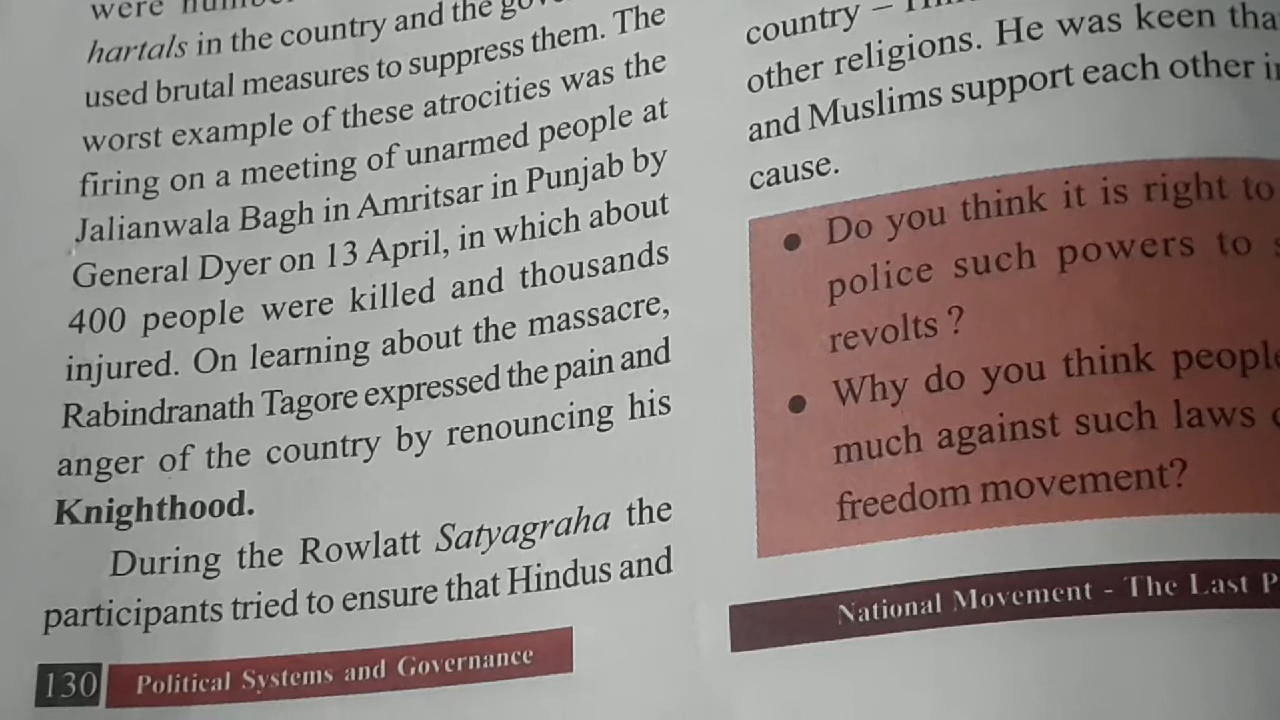 were
hartals in the country and the
used brutal measures to suppress them. The
worst example of these atrocities was the
firing on a meeting of unarmed people at
Jalianwala Bagh in Amritsar in Punjab by
General Dyer on 13 April, in which about
400 people were killed and thousands
injured. On learning about the massacre,
Rabindranath Tagore expressed the pain and
anger of the country by renouncing his
Knighthood.
During the Rowlatt Satyagraha the
participants tried to ensure that Hindus and
130 Political Systems and Governance
country –
other religions. He was keen
and Muslims support each other
cause.
• Do you think it is right to
police such powers to
revolts ?
• Why do you think
much against such laws
freedom movement?
National Movement - The Last